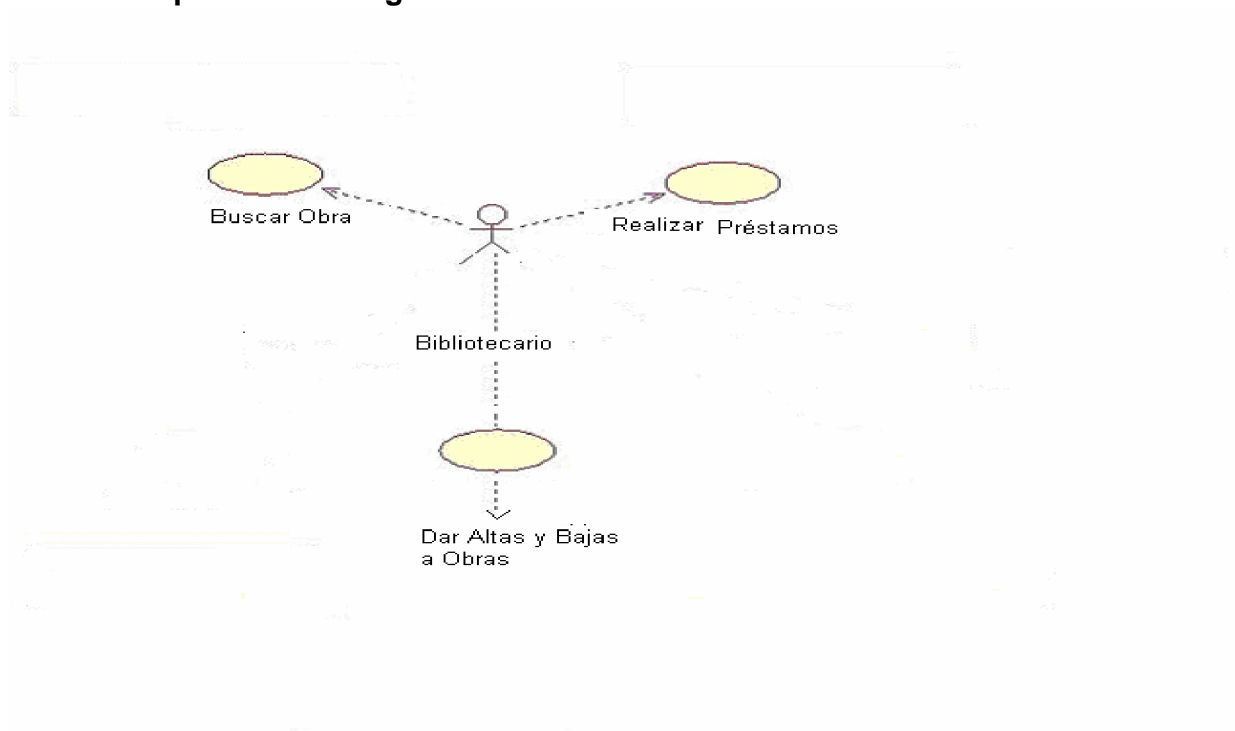 Buscar Obra
Realizar Préstamos
Bibliotecario
Dar Altas y Bajas
a Obras